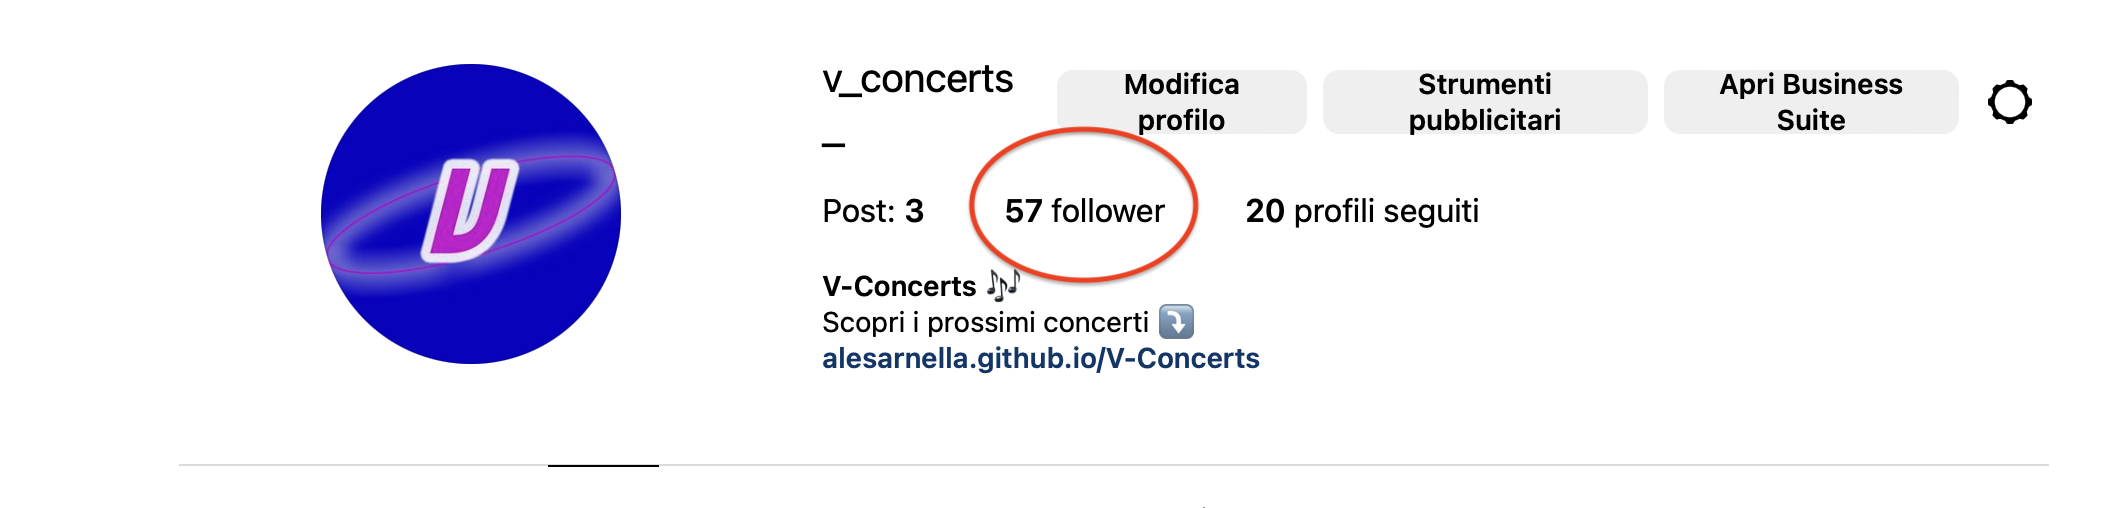 V
v_concerts
_
Modifica
profilo
Strumenti
pubblicitari
Apri Business
Suite
Post: 3 57 follower 20 profili seguiti
V-Concerts 🎶
Scopri i prossimi concerti ⤵️
alesarnella.github.io/V-Concerts